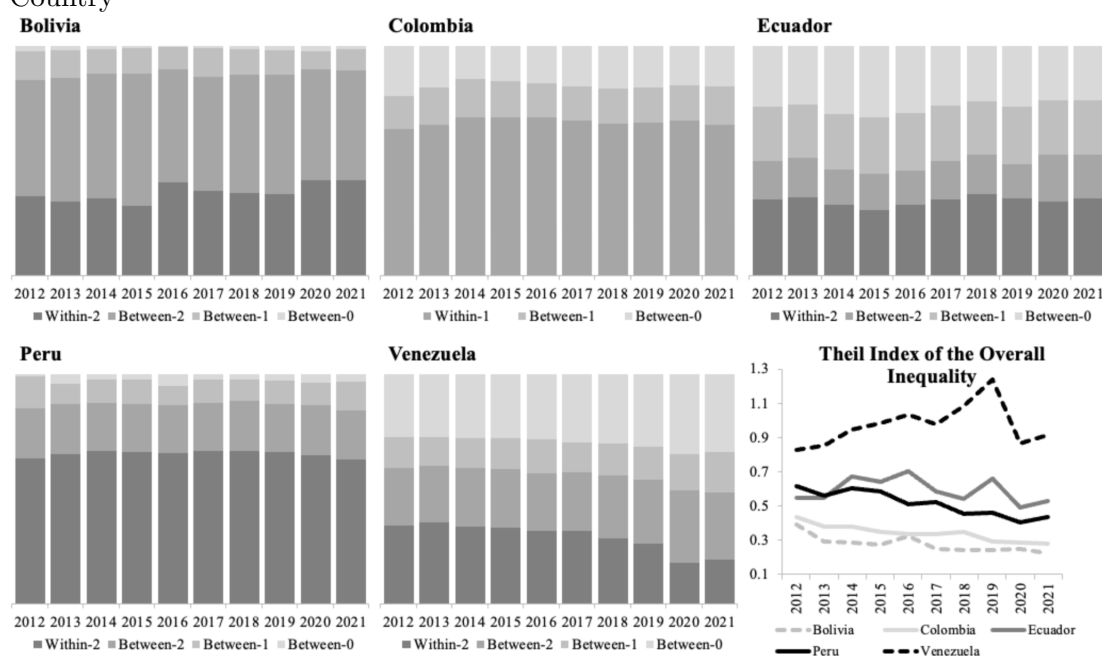 Country
Bolivia
Colombia
Ecuador
2012 2013 2014 2015 2016 2017 2018 2019 2020 2021
2012 2013 2014 2015 2016 2017 2018 2019 2020 2021
2012 2013 2014 2015 2016 2017 2018 2019 2020 2021
Within-2 Between-2 Between-1 Between-0
Within-1 Between-1 Between-0
Within-2 Between-2 Between-1 Between-0
Peru
Venezuela
Theil Index of the Overall
Inequality
1.3
1.1
0.9
0.7
0.5
0.3
0.1
2012 2013 2014 2015 2016 2017 2018 2019 2020 2021
2012 2013 2014 2015 2016 2017 2018 2019 2020 2021
2012 2013 2014 2015 2016 2017 2018 2019 2020 2021
Within-2 Between-2 Between-1 Between-0
Within-2 Between-2 Between-1 Between-0
Bolivia Colombia Ecuador
Peru Venezuela